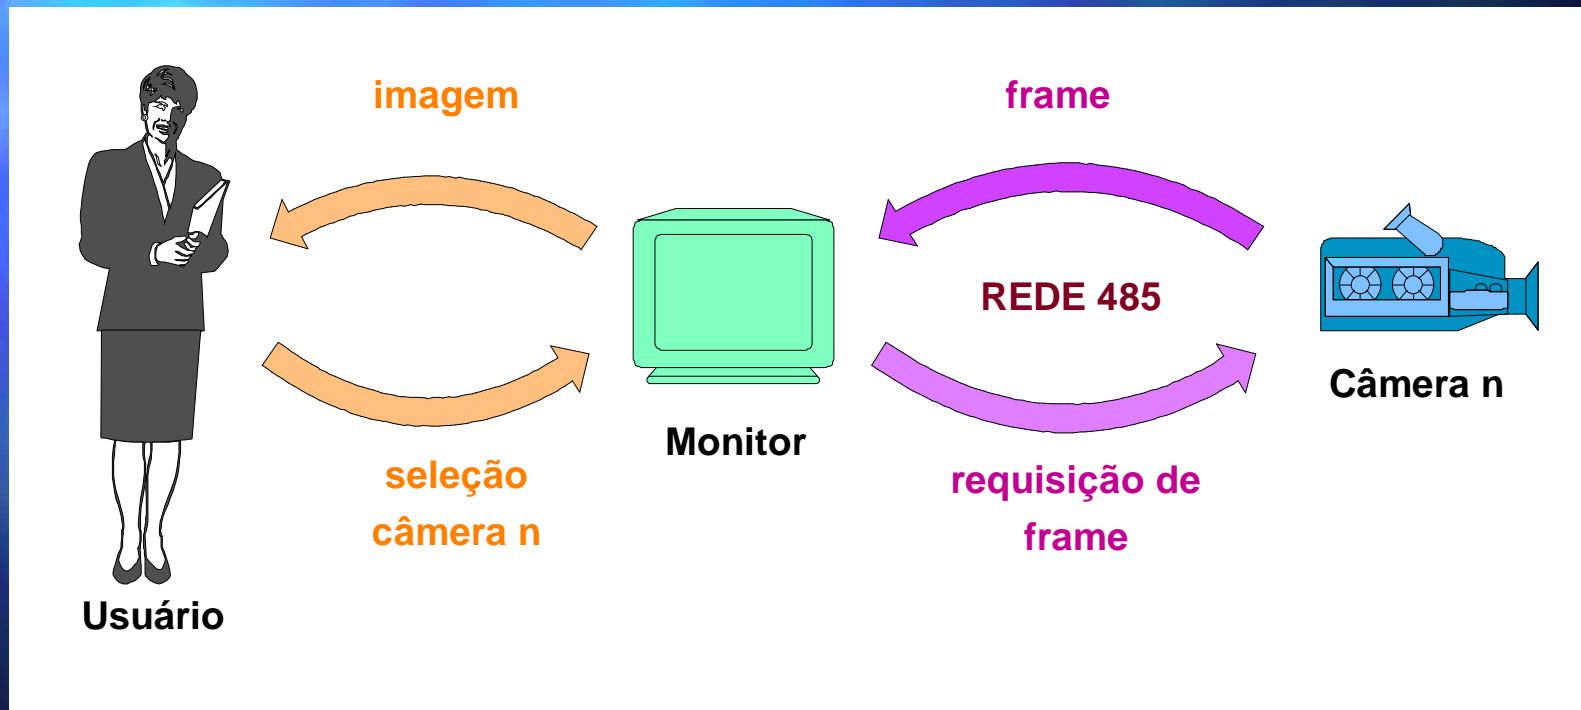 imagem
frame
REDE 485
Câmera n
Monitor
seleção
câmera n
requisição de
frame
Usuário